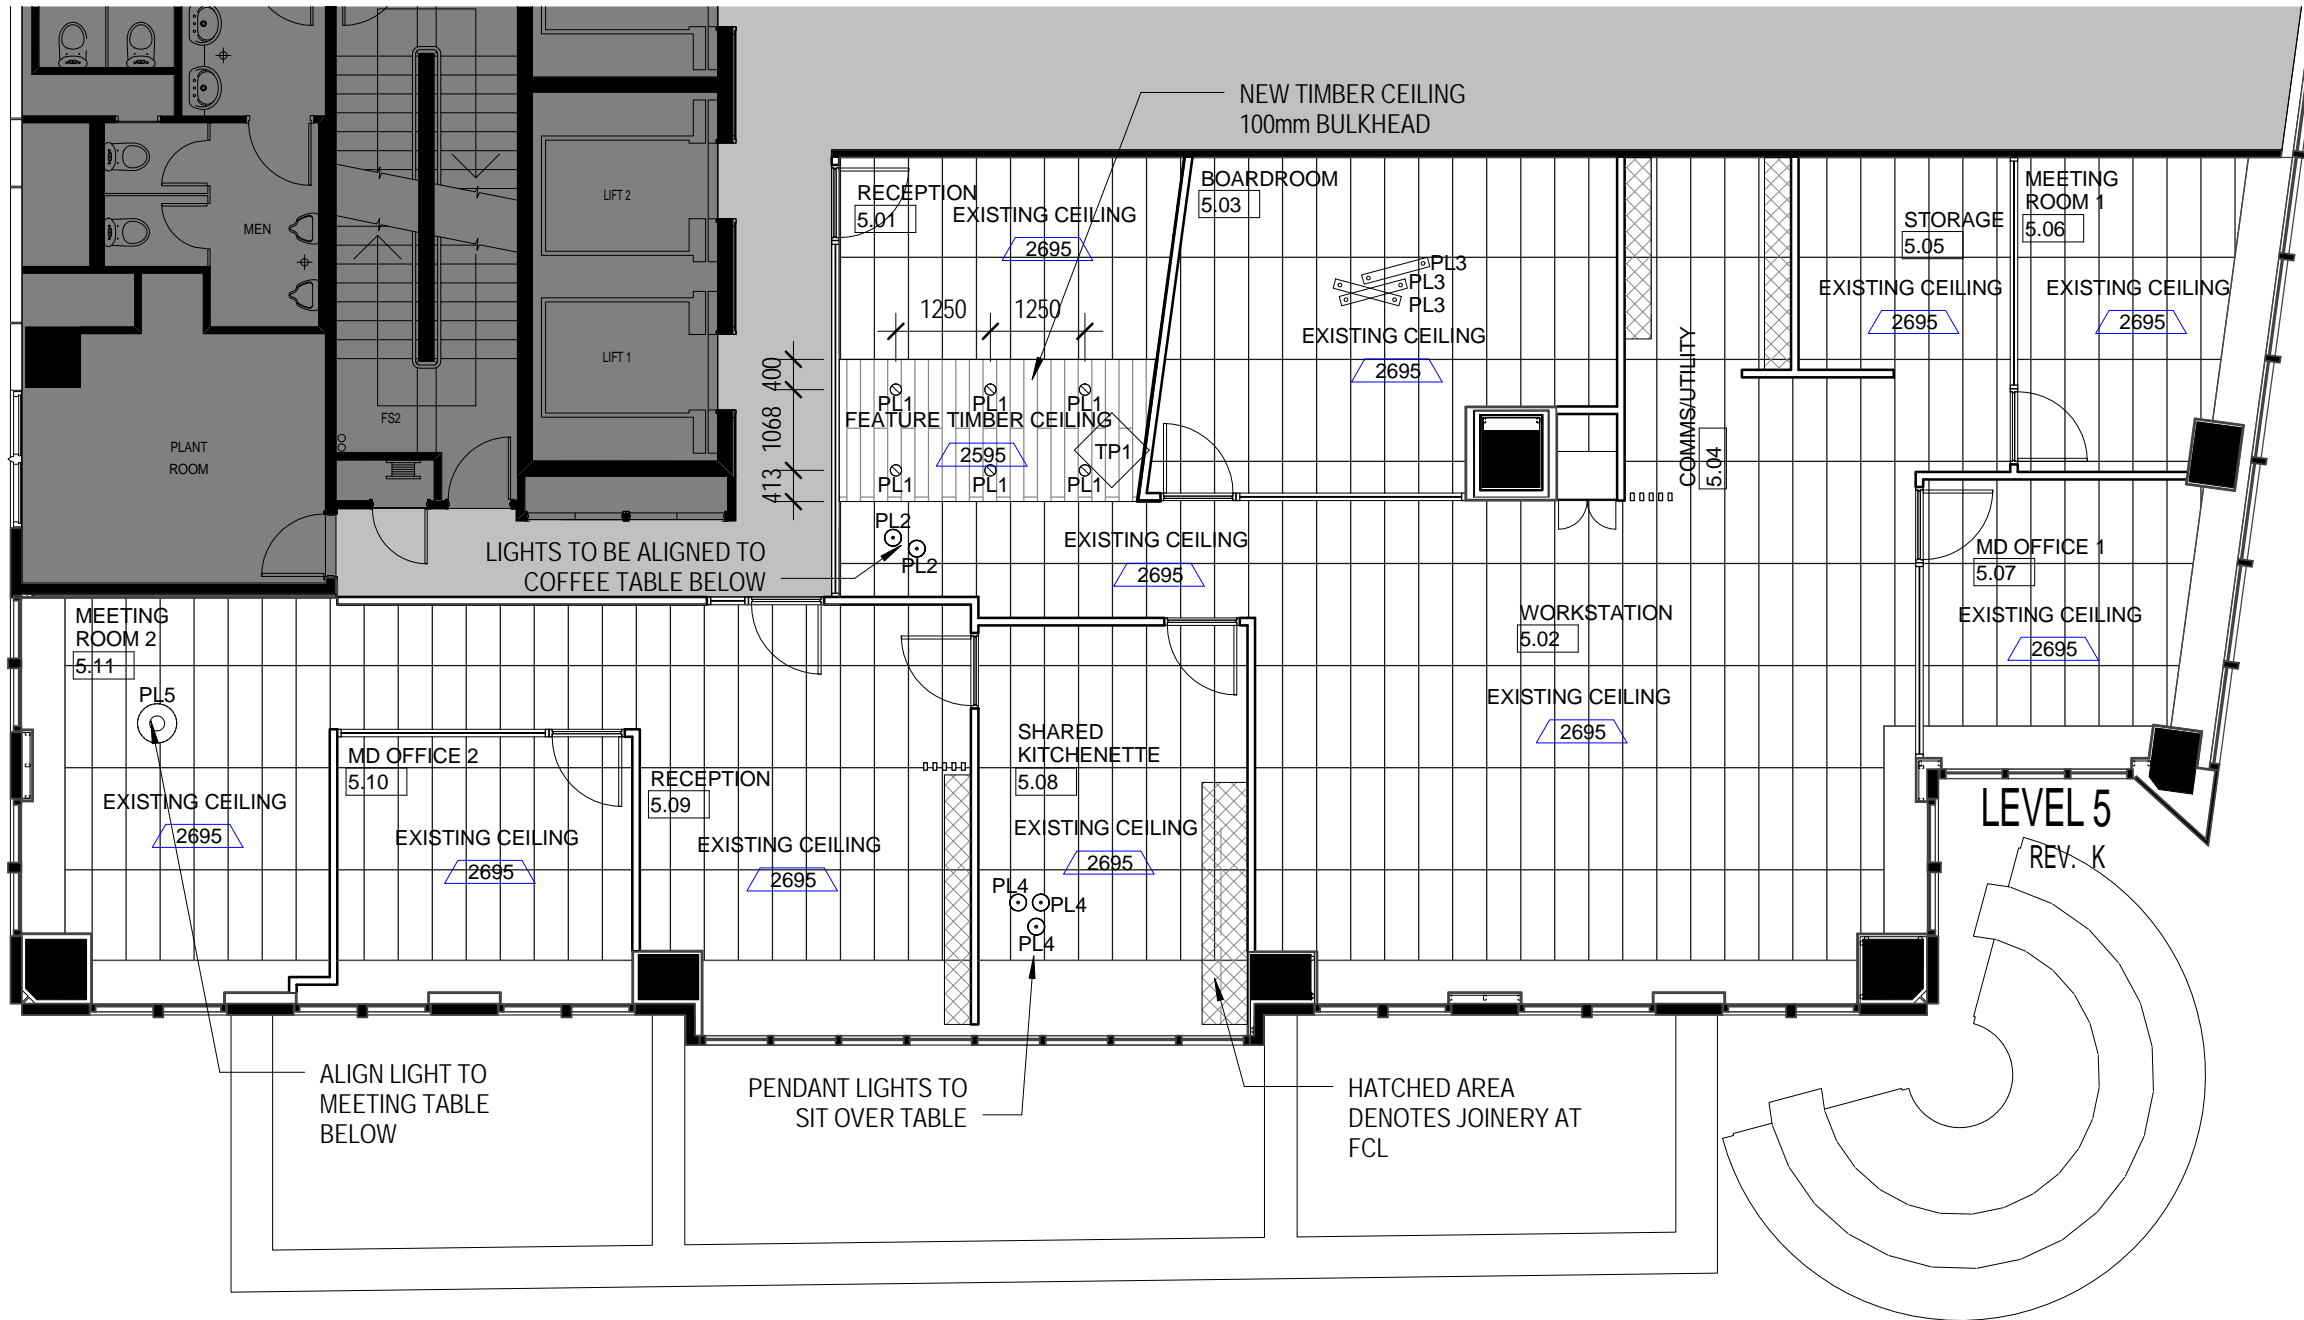 NEW TIMBER CEILING
100mm BULKHEAD
LIFT 2
MEN
LIFT 1
FS2
PLANT
ROOM
RECEPTION
5.01
EXISTING CEILING
2695
1250
1250
400
1068
413
PL1
PL1
PL1
FEATURE TIMBER CEILING
2595
TP1
PL1
PL1
PL1
PL2
PL2
LIGHTS TO BE ALIGNED TO
COFFEE TABLE BELOW
EXISTING CEILING
2695
BOARDROOM
5.03
PL3
PL3
PL3
EXISTING CEILING
2695
COMMS/UTILITY
5.04
STORAGE
5.05
EXISTING CEILING
2695
MEETING
ROOM 1
5.06
EXISTING CEILING
2695
MD OFFICE 1
5.07
EXISTING CEILING
2695
WORKSTATION
5.02
EXISTING CEILING
2695
MEETING
ROOM 2
5.11
PL5
EXISTING CEILING
2695
MD OFFICE 2
5.10
EXISTING CEILING
2695
RECEPTION
5.09
EXISTING CEILING
2695
SHARED
KITCHENETTE
5.08
EXISTING CEILING
2695
PL4
PL4
PL4
LEVEL 5
REV. K
ALIGN LIGHT TO
MEETING TABLE
BELOW
PENDANT LIGHTS TO
SIT OVER TABLE
HATCHED AREA
DENOTES JOINERY AT
FCL